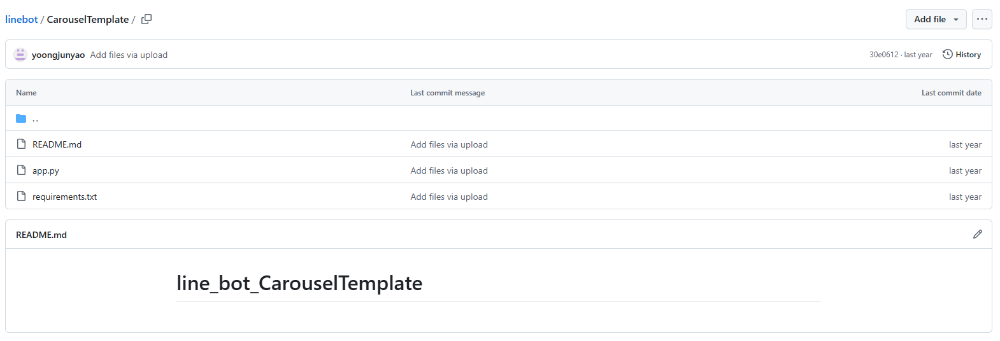 linebot / CarouselTemplate /
Add file
yoongjunyao Add files via upload
30e0612 · last year
History
Name Last commit message Last commit date
..
README.md Add files via upload last year
app.py Add files via upload last year
requirements.txt Add files via upload last year
README.md
line_bot_CarouselTemplate